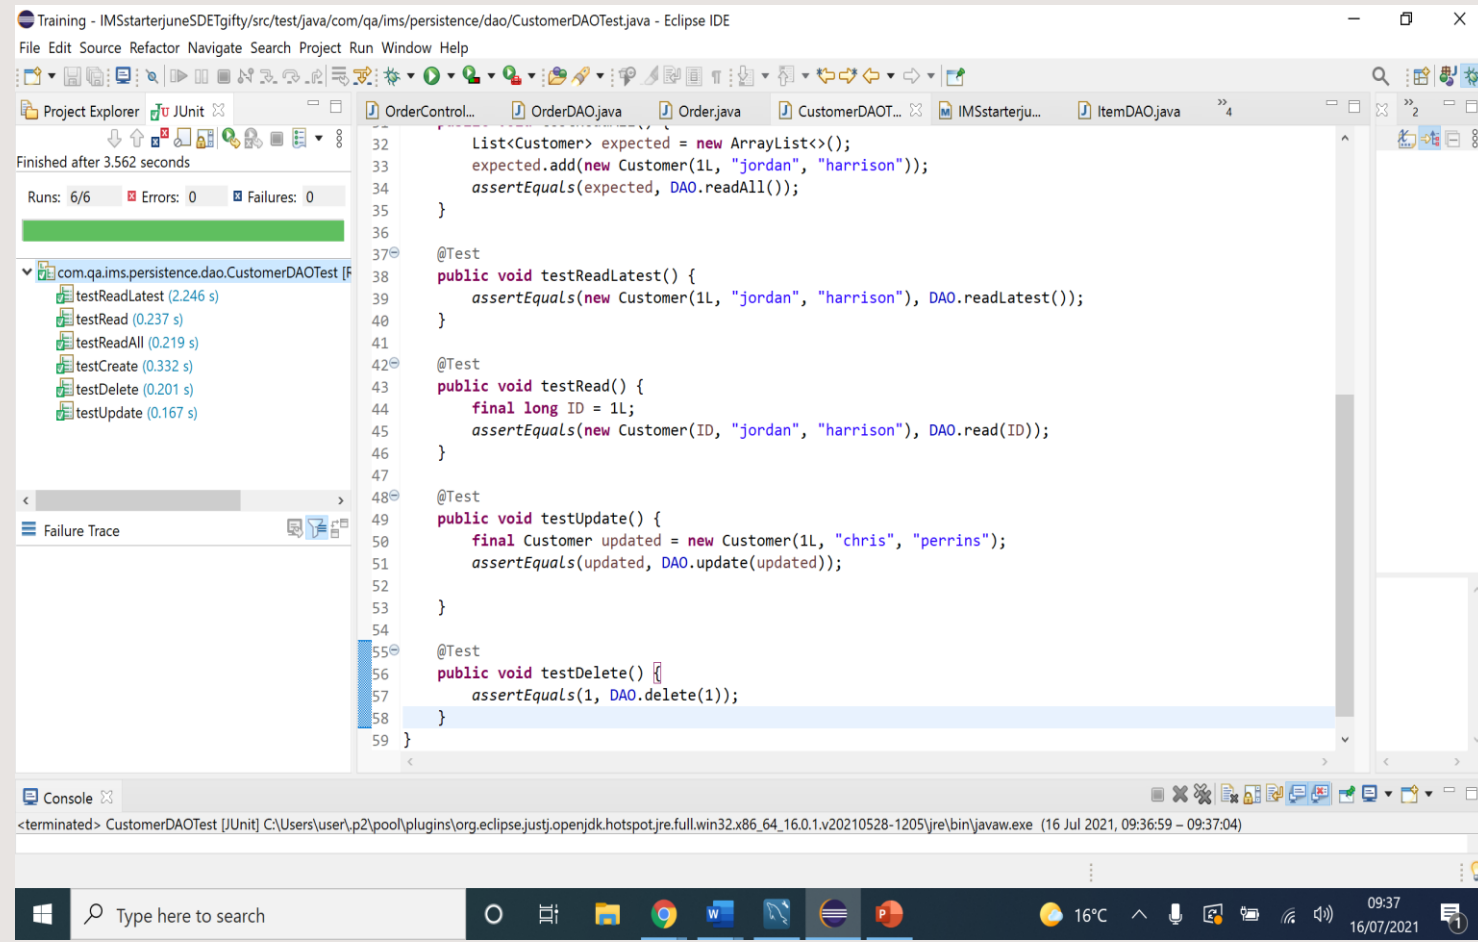 Training - IMSstarterjuneSDETgifty/src/test/java/com/qa/ims/persistence/dao/CustomerDAOTest.java - Eclipse IDE
File Edit Source Refactor Navigate Search Project Run Window Help
Project Explorer JUnit
Finished after 3.562 seconds
Runs: 6/6 Errors: 0 Failures: 0
com.qa.ims.persistence.dao.CustomerDAOTest [R
testReadLatest (2.246 s)
testRead (0.237 s)
testReadAll (0.219 s)
testCreate (0.332 s)
testDelete (0.201 s)
testUpdate (0.167 s)
Failure Trace
OrderControl... OrderDAO.java Order.java CustomerDAOT... IMSstarterju... ItemDAO.java 4 2
32 List<Customer> expected = new ArrayList<>();
33 expected.add(new Customer(1L, "jordan", "harrison"));
34 assertEquals(expected, DAO.readAll());
35 }
36
37 @Test
38 public void testReadLatest() {
39 assertEquals(new Customer(1L, "jordan", "harrison"), DAO.readLatest());
40 }
41
42 @Test
43 public void testRead() {
44 final long ID = 1L;
45 assertEquals(new Customer(ID, "jordan", "harrison"), DAO.read(ID));
46 }
47
48 @Test
49 public void testUpdate() {
50 final Customer updated = new Customer(1L, "chris", "perrins");
51 assertEquals(updated, DAO.update(updated));
52
53 }
54
55 @Test
56 public void testDelete() {
57 assertEquals(1, DAO.delete(1));
58 }
59 }
Console
<terminated> CustomerDAOTest [JUnit] C:\Users\user\.p2\pool\plugins\org.eclipse.justj.openjdk.hotspot.jre.full.win32.x86_64_16.0.1.v20210528-1205\jre\bin\javaw.exe (16 Jul 2021, 09:36:59 – 09:37:04)
Type here to search
16°C
09:37
16/07/2021
1